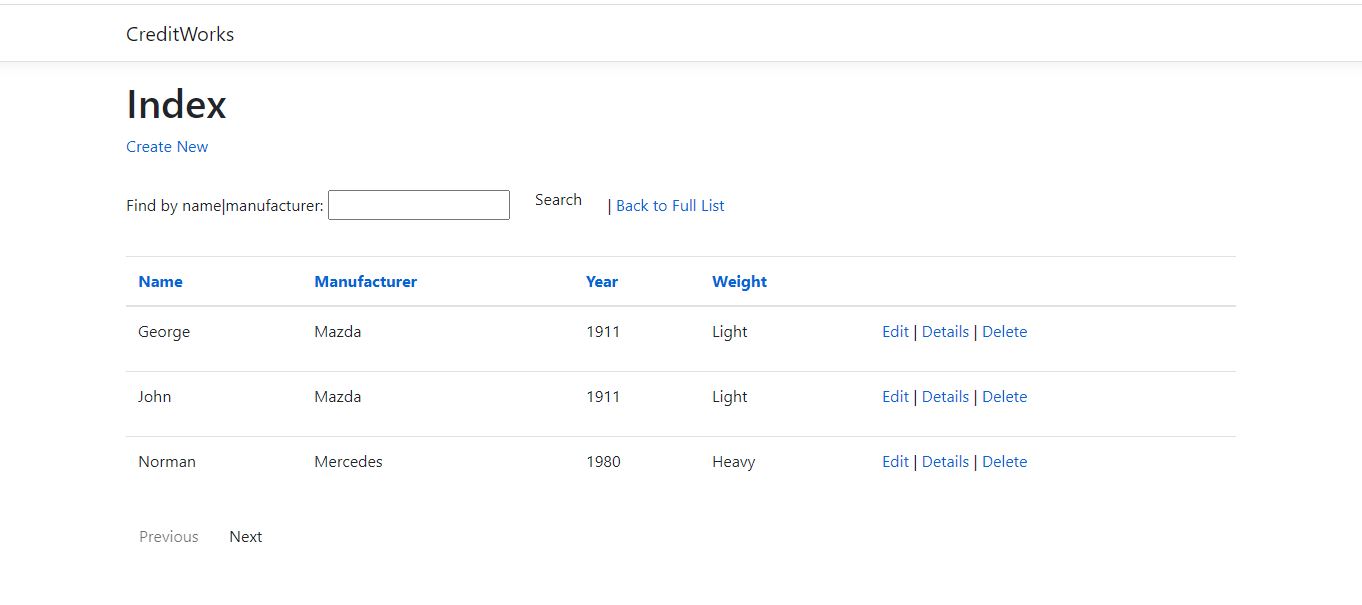 CreditWorks
Index
Create New
Find by name|manufacturer: Search | Back to Full List
Name Manufacturer Year Weight
George Mazda 1911 Light Edit | Details | Delete
John Mazda 1911 Light Edit | Details | Delete
Norman Mercedes 1980 Heavy Edit | Details | Delete
Previous Next